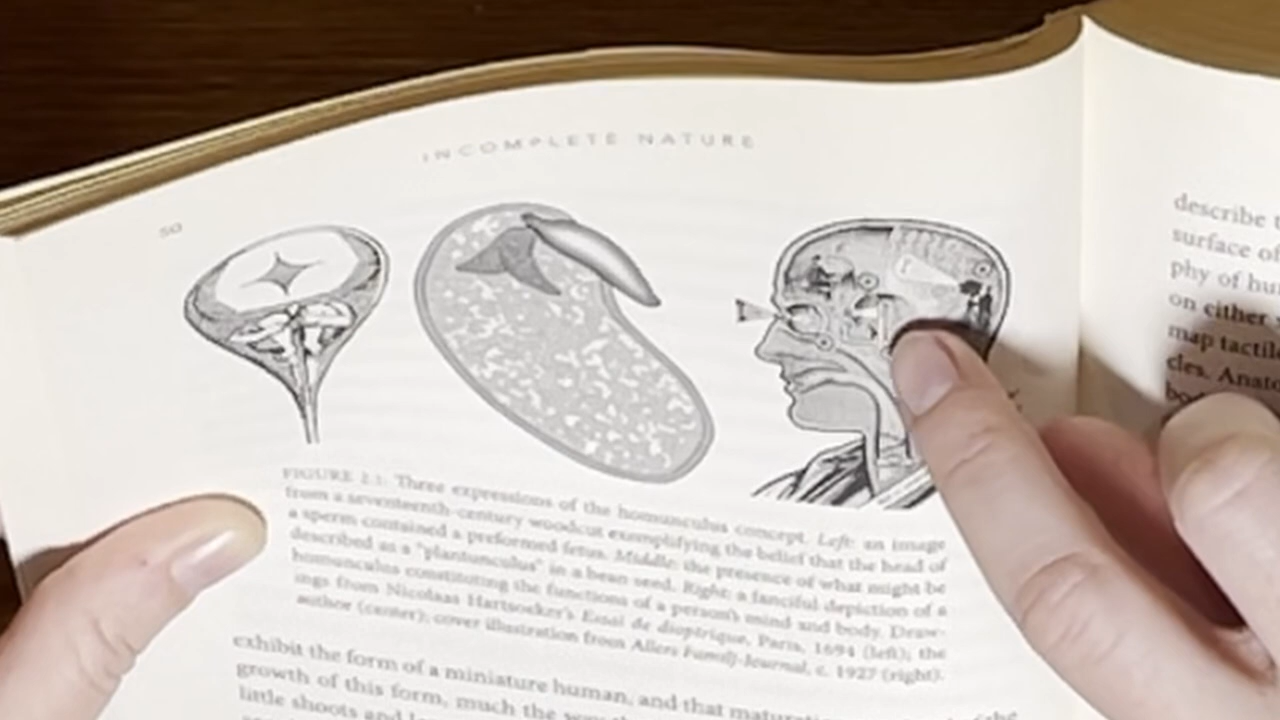 INCOMPLETE NATURE
50
FIGURE 2.1: Three expressions of the homunculus concept. Left: an image
from a seventeenth-century woodcut exemplifying the belief that the head of
a sperm contained a preformed fetus. Middle: the presence of what might be
described as a "plantunculus" in a bean seed. Right: a fanciful depiction of a
homunculus constituting the functions of a person's mind and body. Draw-
ings from Nicolaas Hartsoeker's Essai de dioptrique, Paris, 1694 (left); the
author (center); cover illustration from Allers Familj-Journal, c. 1927 (right).
exhibit the form of a miniature human, and that
growth of this form, much the way
little shoots and
describe
surface of
phy of
on either
map
cles.